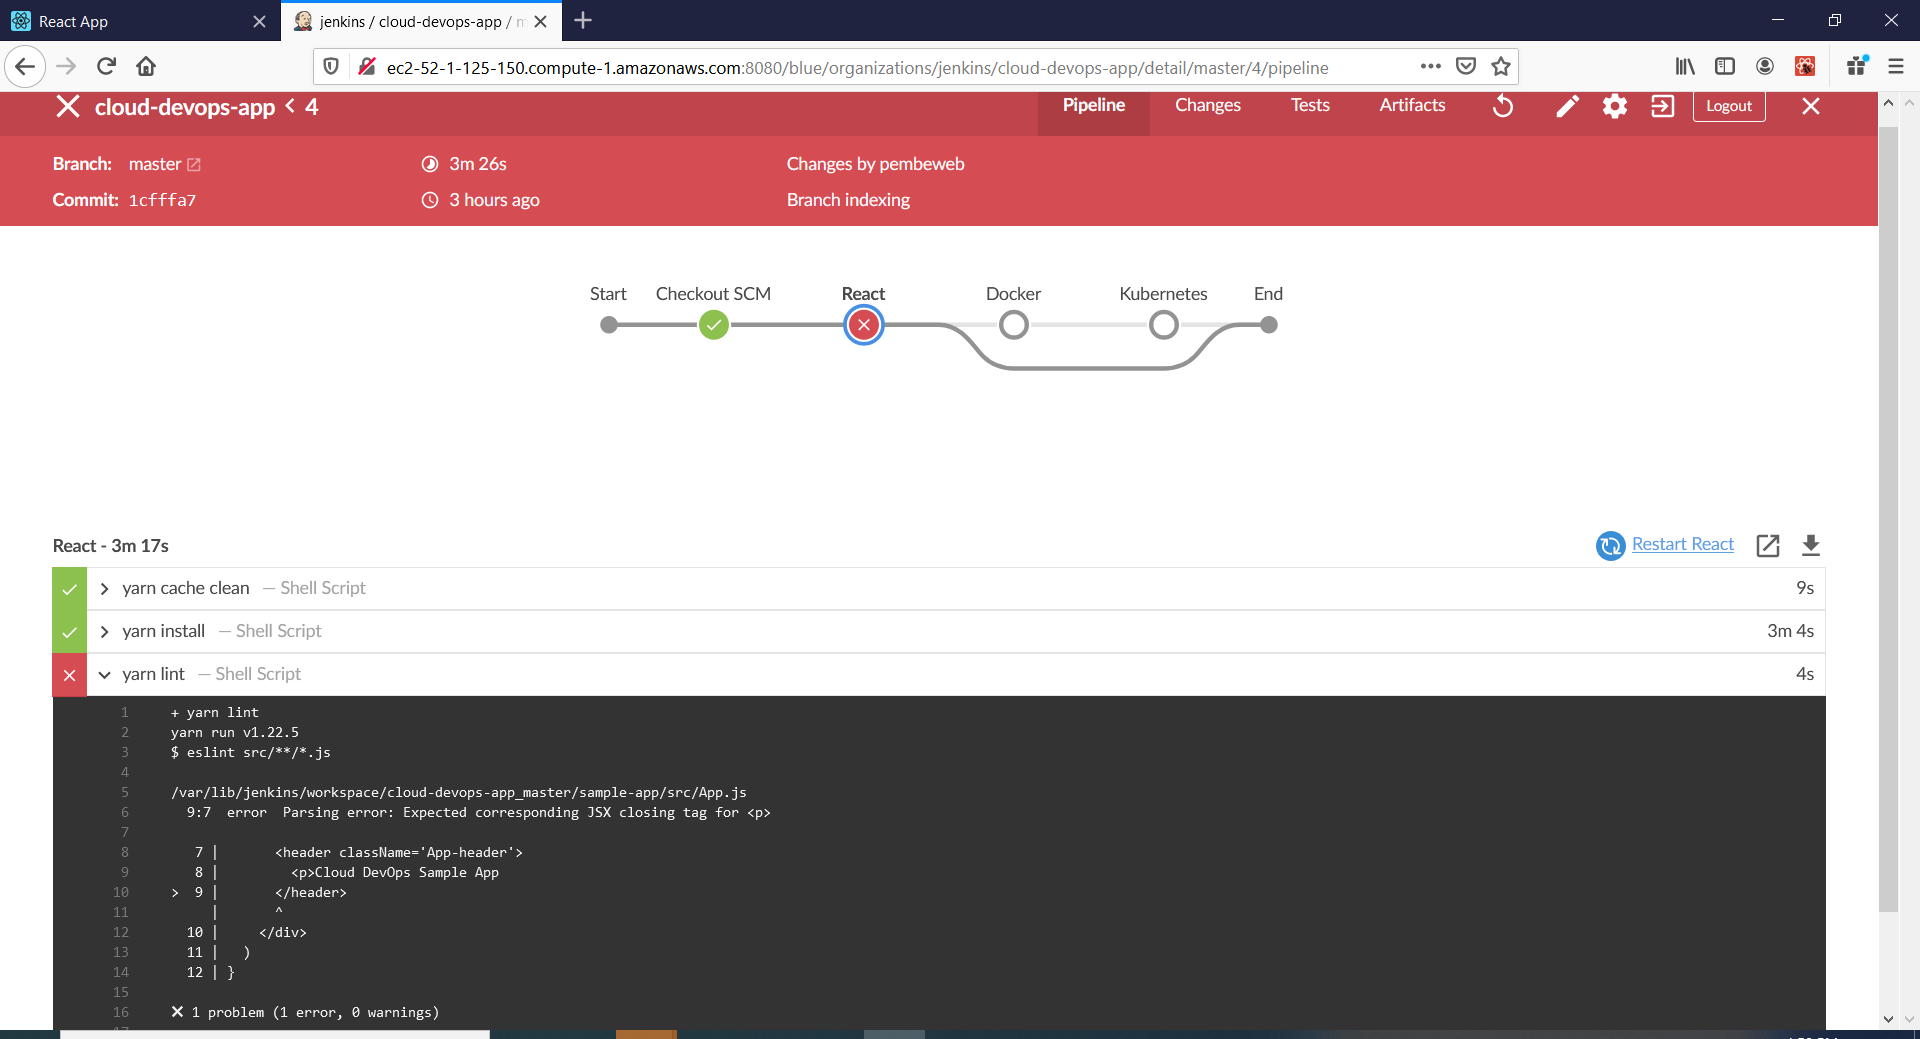 React App
jenkins / cloud-devops-app / m
ec2-52-1-125-150.compute-1.amazonaws.com:8080/blue/organizations/jenkins/cloud-devops-app/detail/master/4/pipeline
cloud-devops-app < 4
Pipeline Changes Tests Artifacts Logout
Branch: master 3m 26s Changes by pembeweb
Commit: 1cfffa7 3 hours ago Branch indexing
Start Checkout SCM React Docker Kubernetes End
React - 3m 17s Restart React
yarn cache clean — Shell Script 9s
yarn install — Shell Script 3m 4s
yarn lint — Shell Script 4s
1 + yarn lint
2 yarn run v1.22.5
3 $ eslint src/**/*.js
4
5 /var/lib/jenkins/workspace/cloud-devops-app_master/sample-app/src/App.js
6 9:7 error Parsing error: Expected corresponding JSX closing tag for <p>
7
8 7 | <header className='App-header'>
9 8 | <p>Cloud DevOps Sample App
10 > 9 | </header>
11 | ^
12 10 | </div>
13 11 | )
14 12 | }
15
16 ✕ 1 problem (1 error, 0 warnings)